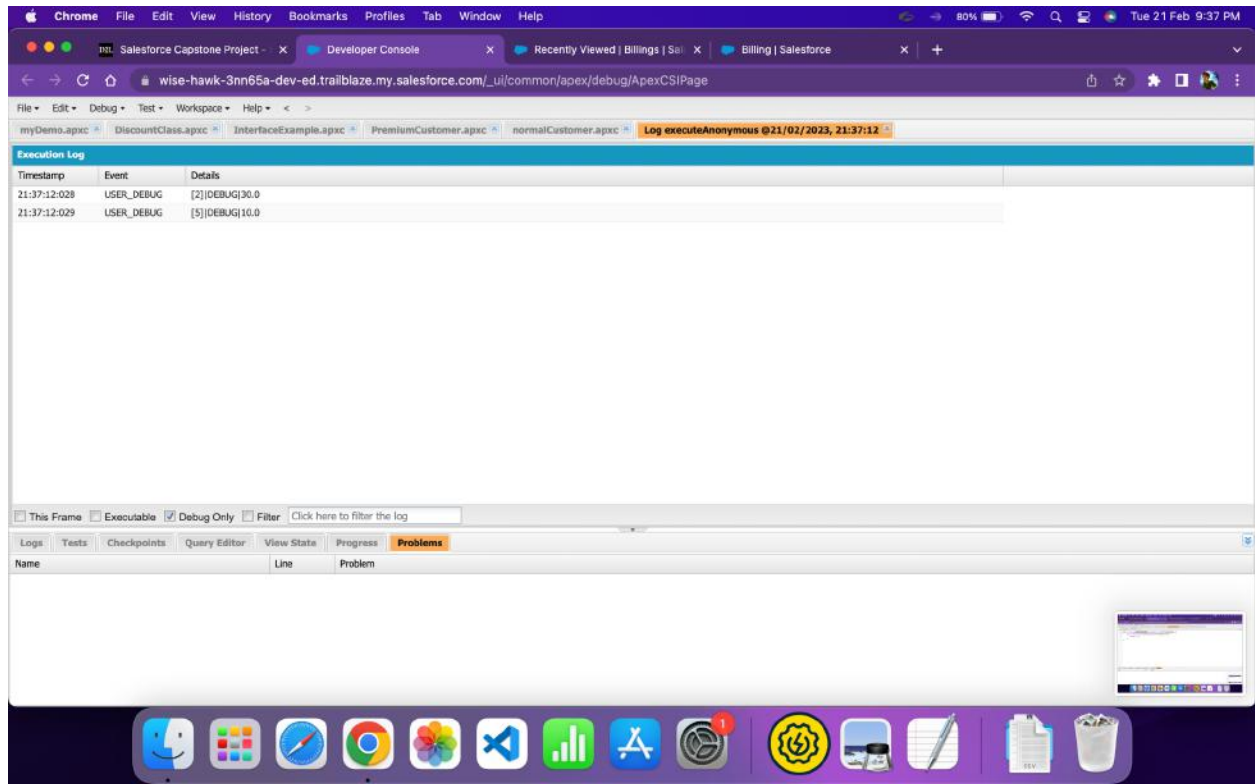 Chrome File Edit View History Bookmarks Profiles Tab Window Help 80% Tue 21 Feb 9:37 PM
Salesforce Capstone Project - Developer Console Recently Viewed | Billings | Sal Billing | Salesforce
wise-hawk-3nn65a-dev-ed.trailblaze.my.salesforce.com/_ui/common/apex/debug/ApexCSIPage
File Edit Debug Test Workspace Help < >
myDemo.apxc DiscountClass.apxc InterfaceExample.apxc PremiumCustomer.apxc normalCustomer.apxc Log executeAnonymous @21/02/2023, 21:37:12
Execution Log
Timestamp Event Details
21:37:12:028 USER_DEBUG [2]|DEBUG|30.0
21:37:12:029 USER_DEBUG [5]|DEBUG|10.0
This Frame Executable Debug Only Filter Click here to filter the log
Logs Tests Checkpoints Query Editor View State Progress Problems
Name Line Problem
1